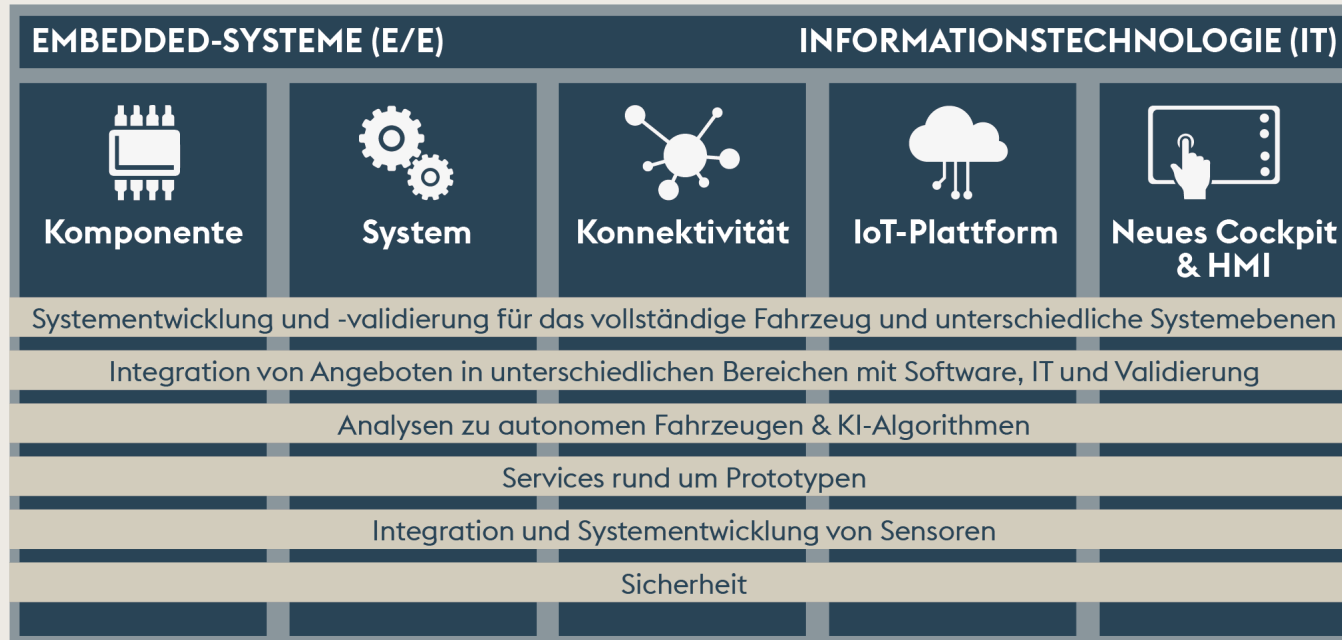 EMBEDDED-SYSTEME (E/E)
INFORMATIONSTECHNOLOGIE (IT)
Komponente
System
Konnektivität
IoT-Plattform
Neues Cockpit
& HMI
Systementwicklung und -validierung für das vollständige Fahrzeug und unterschiedliche Systemebenen
Integration von Angeboten in unterschiedlichen Bereichen mit Software, IT und Validierung
Analysen zu autonomen Fahrzeugen & KI-Algorithmen
Services rund um Prototypen
Integration und Systementwicklung von Sensoren
Sicherheit